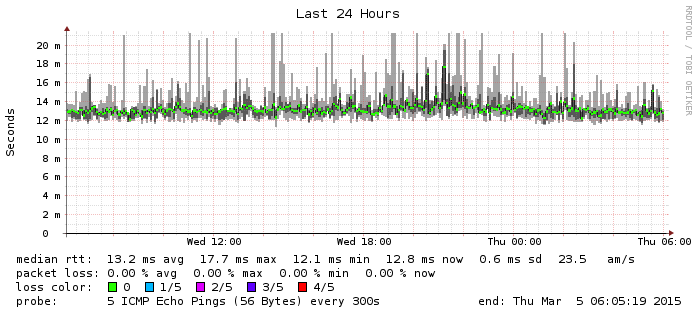 Last 24 Hours
RRDTOOL / TOBI OETIKER
Seconds
20 m
18 m
16 m
14 m
12 m
10 m
8 m
6 m
4 m
2 m
0
Wed 12:00 Wed 18:00 Thu 00:00 Thu 06:00
median rtt: 13.2 ms avg 17.7 ms max 12.1 ms min 12.8 ms now 0.6 ms sd 23.5 am/s
packet loss: 0.00 % avg 0.00 % max 0.00 % min 0.00 % now
loss color: 0 1/5 2/5 3/5 4/5
probe: 5 ICMP Echo Pings (56 Bytes) every 300s end: Thu Mar 5 06:05:19 2015